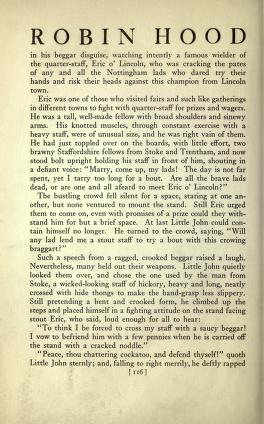 ROBIN HOOD
in his beggar disguise, watching intently a famous wielder of
the quarter-staff, Eric o' Lincoln, who was cracking the pates
of any and all the Nottingham lads who dared try their
hands and risk their heads against this champion from Lincoln
town.
Eric was one of those who visited fairs and such like gatherings
in different towns to fight with quarter-staff for prizes and wagers.
He was a tall, well-made fellow with broad shoulders and sinewy
arms. His knotted muscles, through constant exercise with a
heavy staff, were of unusual size, and he was right vain of them.
He had just toppled over on the boards, with little effort, two
brawny Staffordshire fellows from Stoke and Trentham, and now
stood bolt upright holding his staff in front of him, shouting in
a defiant voice: "Marry, come up, my lads! The day is not far
spent, yet I tarry too long for a bout. Are all the brave lads
dead, or are one and all afeard to meet Eric o' Lincoln?"
The bustling crowd fell silent for a space, staring at one an-
other, but none ventured to mount the stand. Still Eric urged
them to come on, even with promises of a prize could they with-
stand him for but a brief space. At last Little John could con-
tain himself no longer. He turned to the crowd, saying, "Will
any lad lend me a stout staff to try a bout with this crowing
braggart?"
Such a speech from a ragged, crooked beggar raised a laugh.
Nevertheless, many held out their weapons. Little John quietly
looked them over, and chose the one used by the man from
Stoke, a wicked-looking staff of hickory, heavy and long, neatly
crossed with hide thongs to make the hand-grasp less slippery.
Still pretending a bent and crooked form, he climbed up the
steps and placed himself in a fighting attitude on the stand facing
stout Eric, who said, loud enough for all to hear:
"To think I be forced to cross my staff with a saucy beggar!
I vow to befriend him with a few pennies when he is carried off
the stand with a cracked noddle."
"Peace, thou chattering cockatoo, and defend thyself!" quoth
Little John sternly; and, falling to right merrily, he deftly rapped
[116]